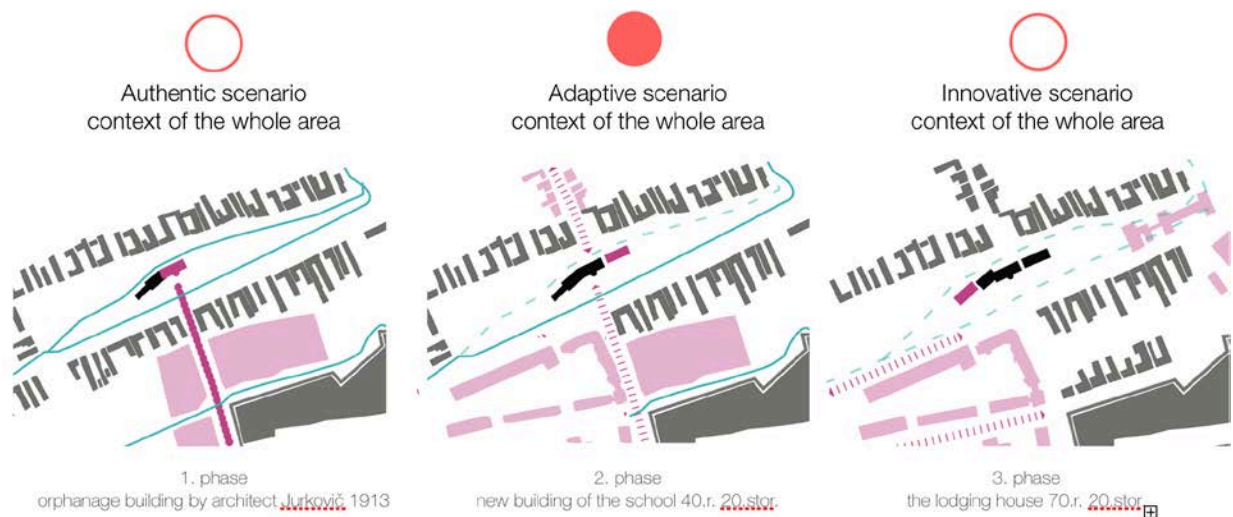 Authentic scenario
context of the whole area
Adaptive scenario
context of the whole area
Innovative scenario
context of the whole area
1. phase
orphanage building by architect Jurkovič 1913
2. phase
new building of the school 40.r. 20.stor.
3. phase
the lodging house 70.r. 20.stor